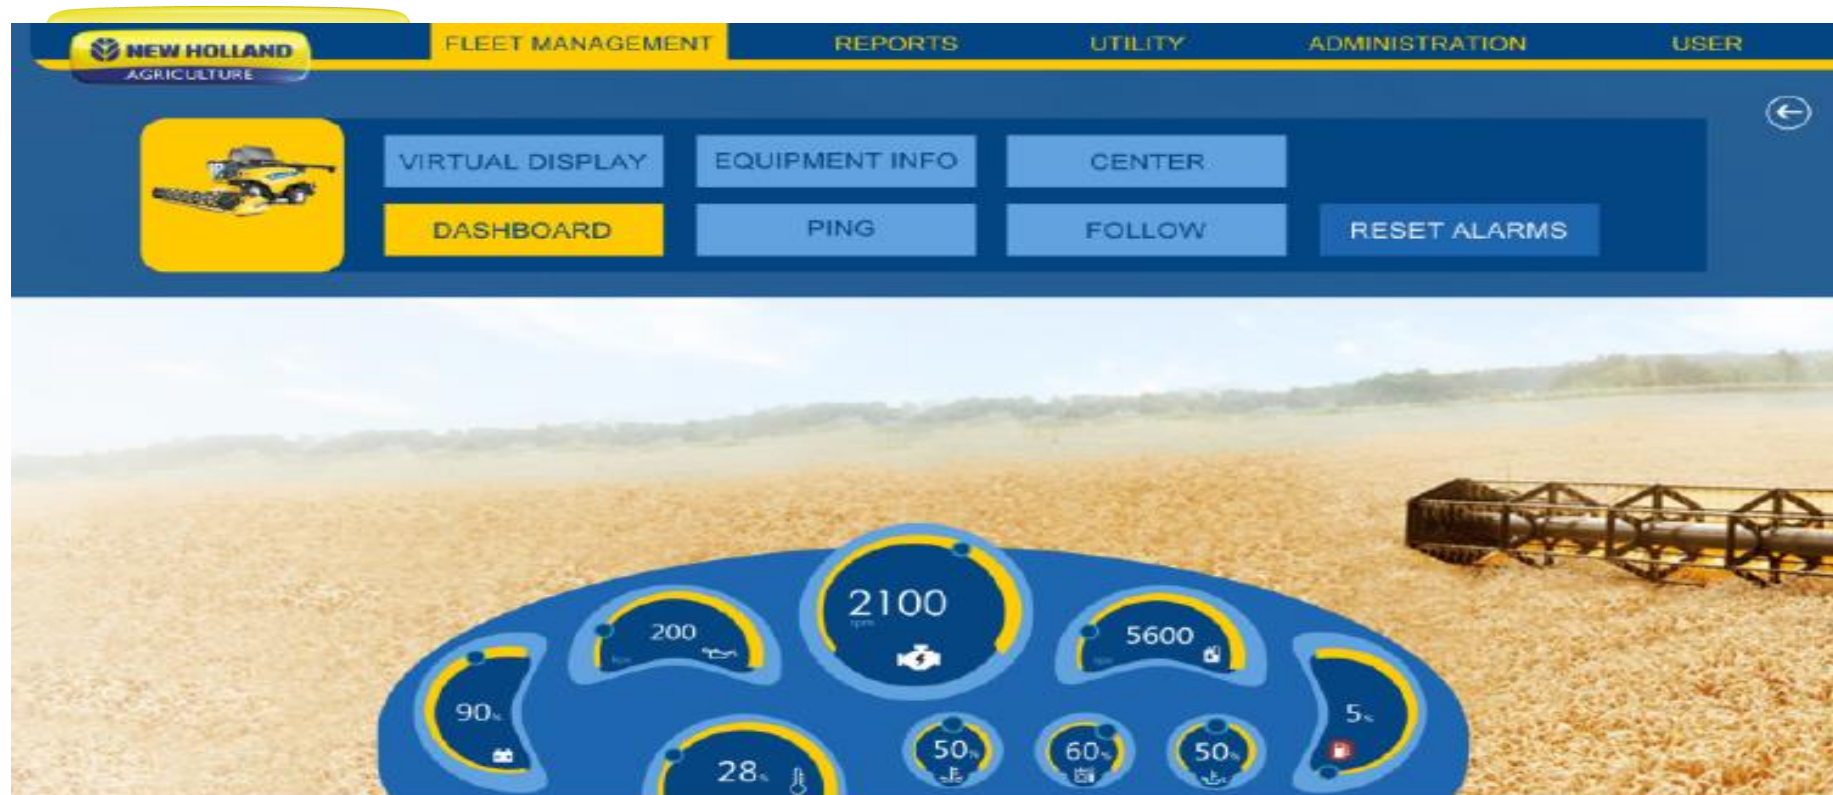 NEW HOLLAND
AGRICULTURE
FLEET MANAGEMENT
REPORTS
UTILITY
ADMINISTRATION
USER
VIRTUAL DISPLAY
EQUIPMENT INFO
CENTER
DASHBOARD
PING
FOLLOW
RESET ALARMS
2100
rpm
200
5600
90%
5%
28%
50%
60%
50%